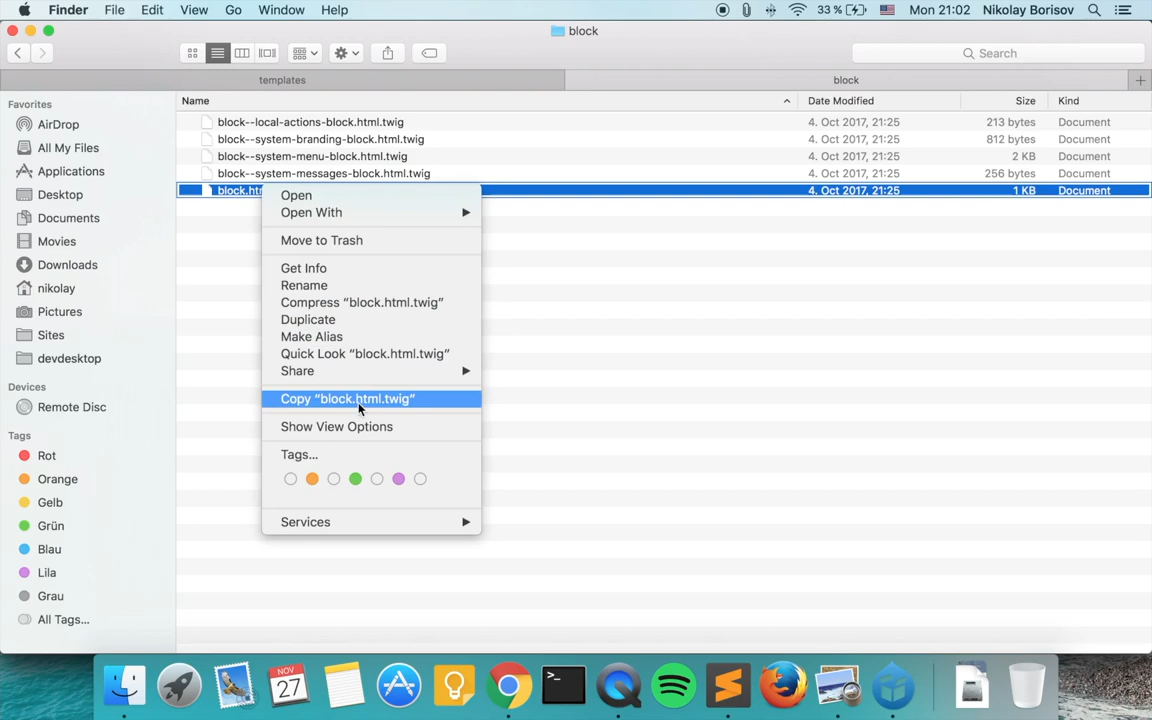 Finder File Edit View Go Window Help 33 % Mon 21:02 Nikolay Borisov
block
Search
templates block
Favorites
AirDrop
All My Files
Applications
Desktop
Documents
Movies
Downloads
nikolay
Pictures
Sites
devdesktop
Devices
Remote Disc
Tags
Rot
Orange
Gelb
Grün
Blau
Lila
Grau
All Tags...
Name Date Modified Size Kind
block--local-actions-block.html.twig 4. Oct 2017, 21:25 213 bytes Document
block--system-branding-block.html.twig 4. Oct 2017, 21:25 812 bytes Document
block--system-menu-block.html.twig 4. Oct 2017, 21:25 2 KB Document
block--system-messages-block.html.twig 4. Oct 2017, 21:25 256 bytes Document
block.ht 4. Oct 2017, 21:25 1 KB Document
Open
Open With
Move to Trash
Get Info
Rename
Compress “block.html.twig”
Duplicate
Make Alias
Quick Look “block.html.twig”
Share
Copy “block.html.twig”
Show View Options
Tags...
Services
NOV
27
>_